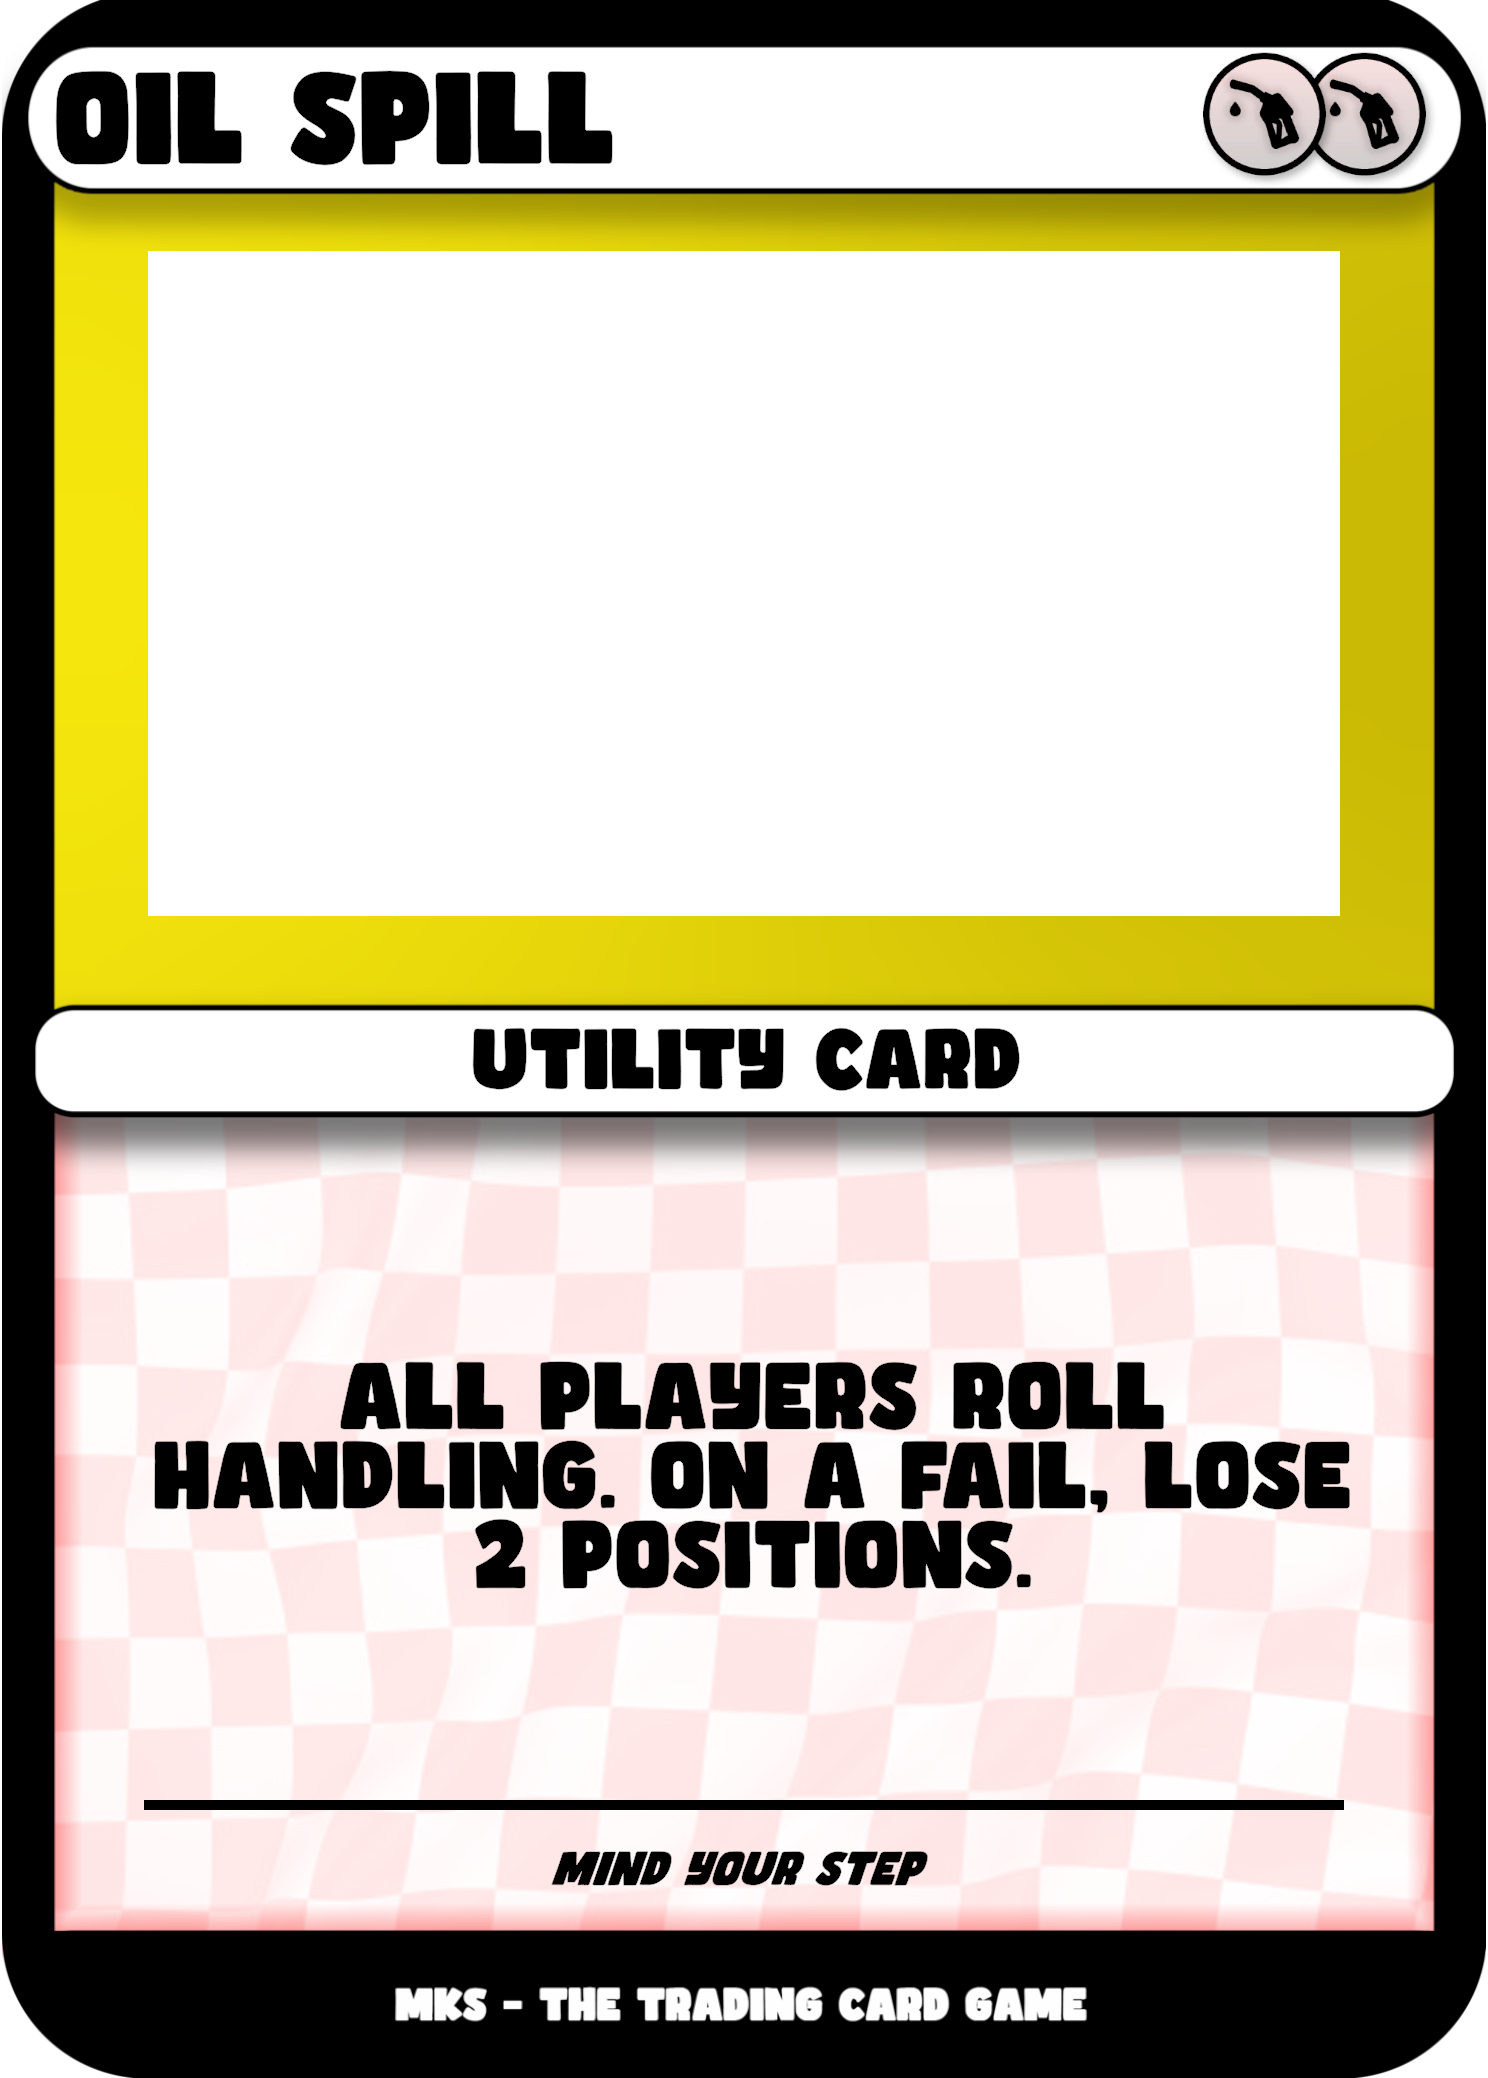 OIL SPILL
UTILITY CARD
ALL PLAYERS ROLL
HANDLING. ON A FAIL, LOSE
2 POSITIONS.
MIND YOUR STEP
MKS - THE TRADING CARD GAME